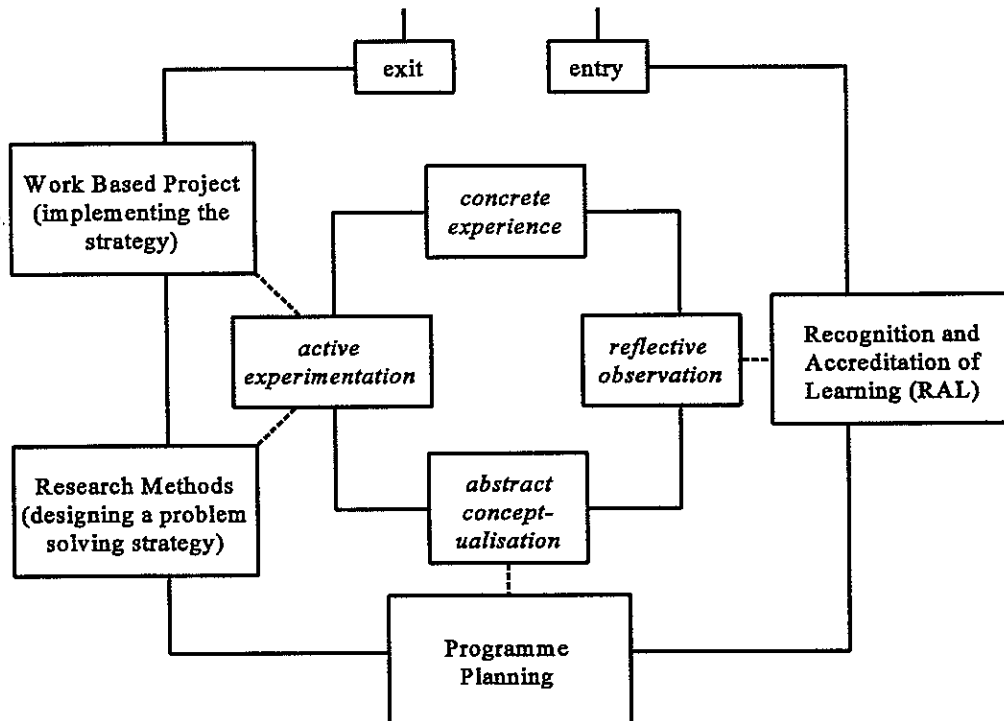 exit
entry
Work Based Project
(implementing the
strategy)
concrete
experience
active
experimentation
reflective
observation
Recognition and
Accreditation of
Learning (RAL)
Research Methods
(designing a problem
solving strategy)
abstract
concept-
ualisation
Programme
Planning